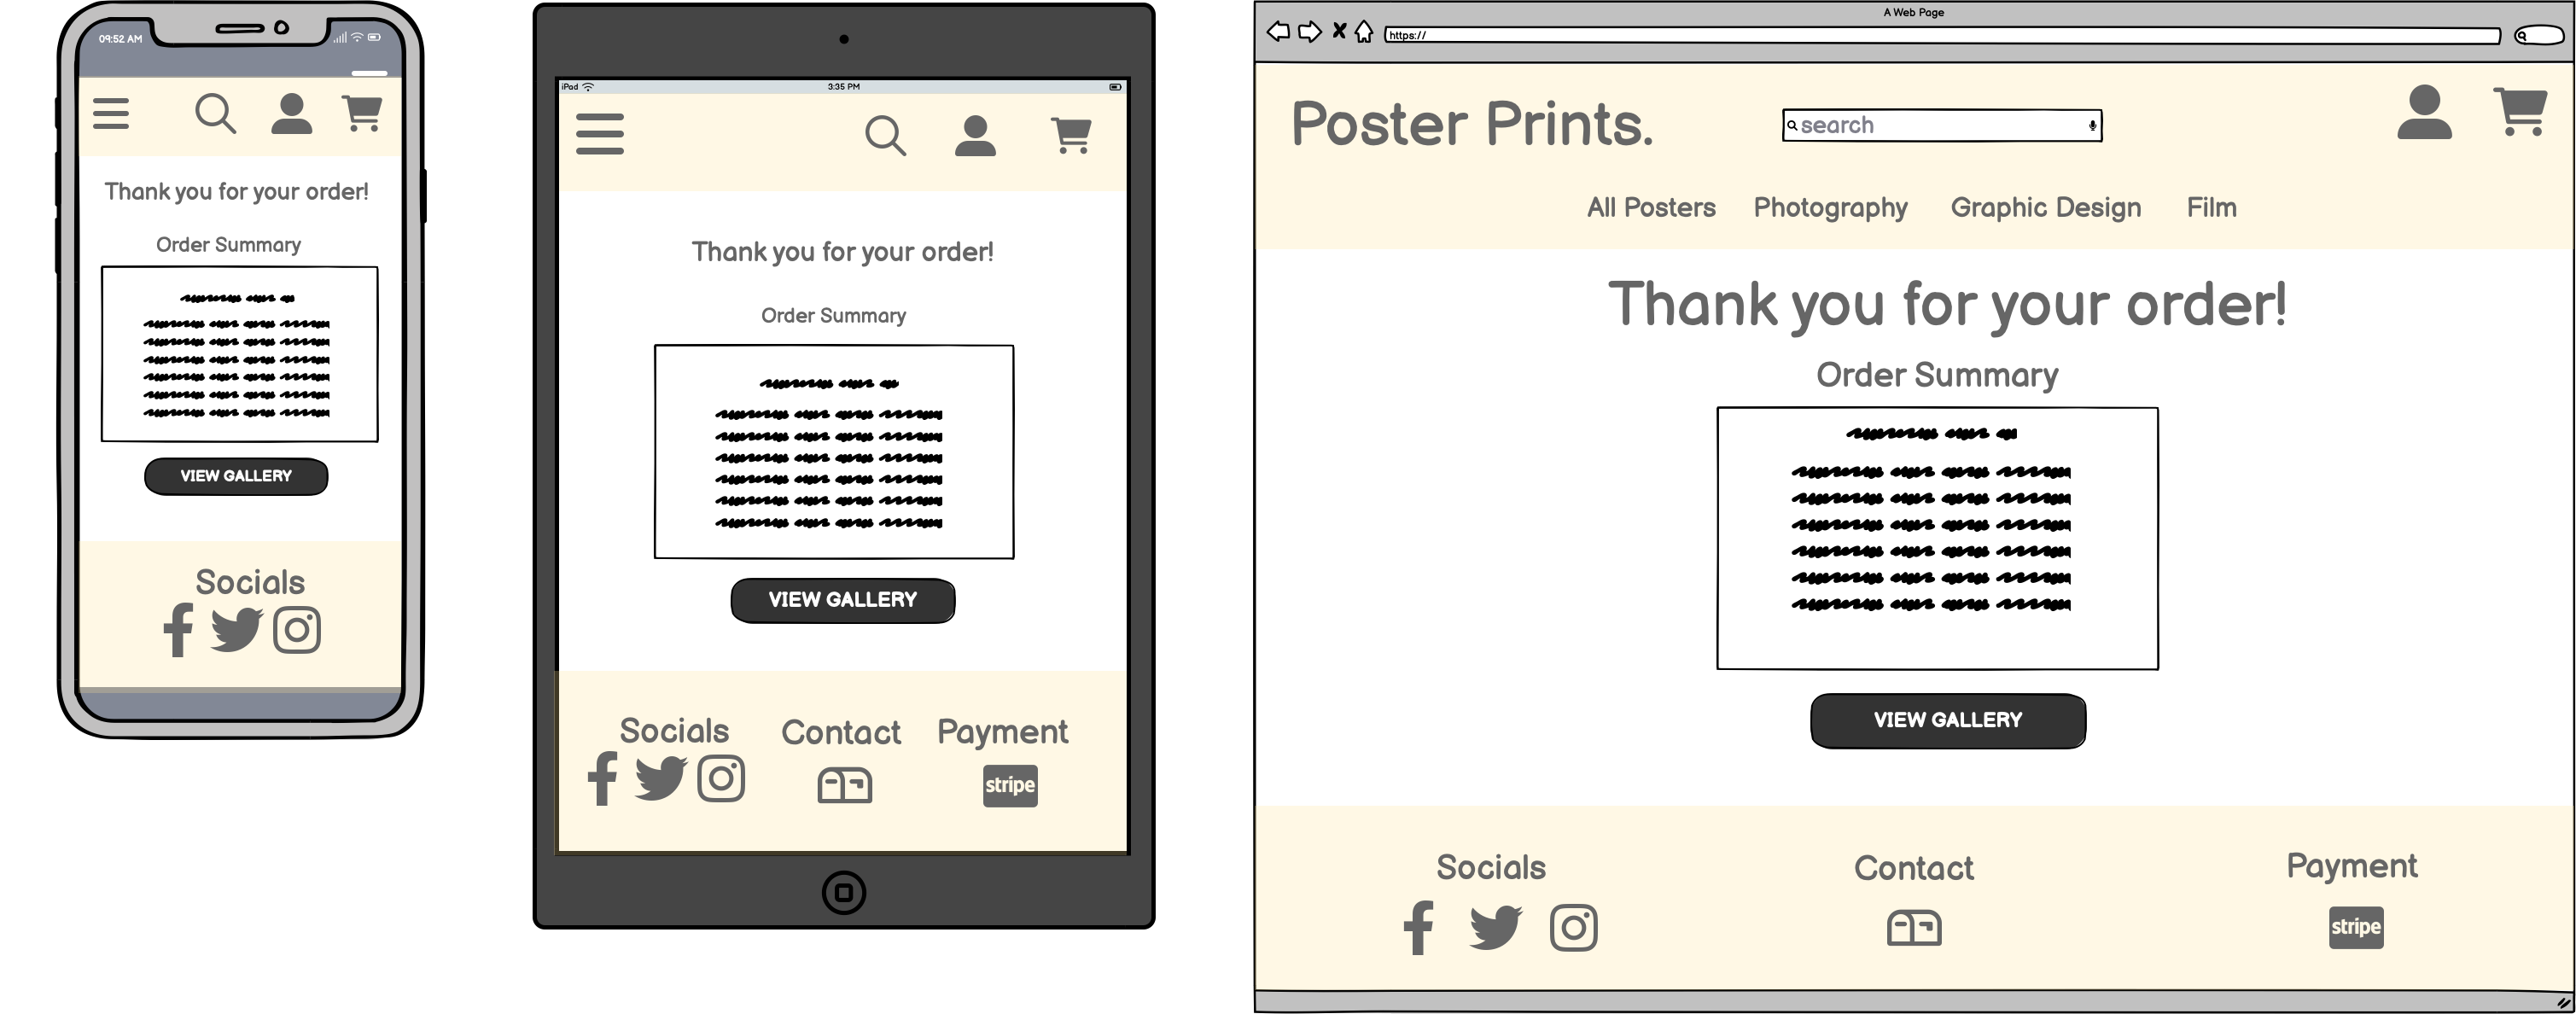 09:52 AM
Thank you for your order!
Order Summary
VIEW GALLERY
Socials
iPad
3:35 PM
Thank you for your order!
Order Summary
VIEW GALLERY
Socials Contact Payment
stripe
A Web Page
https://
Poster Prints.
search
All Posters Photography Graphic Design Film
Thank you for your order!
Order Summary
VIEW GALLERY
Socials Contact Payment
stripe